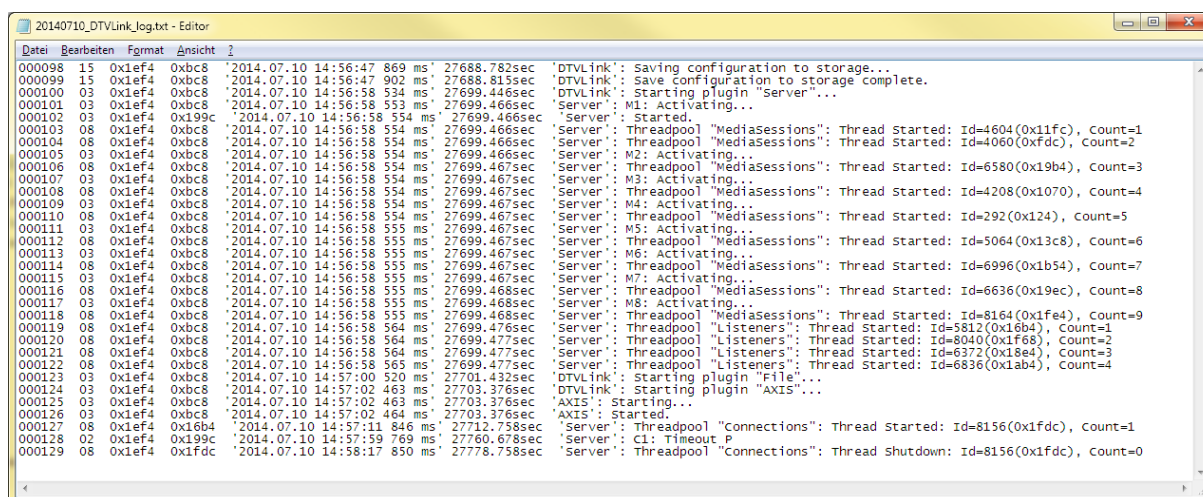 20140710_DTVLink_log.txt - Editor
Datei Bearbeiten Format Ansicht ?
000098 15 0x1ef4 0xbc8 '2014.07.10 14:56:47 869 ms' 27688.782sec 'DTVLink': Saving configuration to storage...
000099 15 0x1ef4 0xbc8 '2014.07.10 14:56:47 902 ms' 27688.815sec 'DTVLink': Save configuration to storage complete.
000100 03 0x1ef4 0xbc8 '2014.07.10 14:56:58 534 ms' 27699.446sec 'DTVLink': Starting plugin "Server"...
000101 03 0x1ef4 0xbc8 '2014.07.10 14:56:58 553 ms' 27699.466sec 'Server': M1: Activating...
000102 03 0x1ef4 0x199c '2014.07.10 14:56:58 554 ms' 27699.466sec 'Server': Started.
000103 08 0x1ef4 0xbc8 '2014.07.10 14:56:58 554 ms' 27699.466sec 'Server': Threadpool "MediaSessions": Thread Started: Id=4604(0x11fc), Count=1
000104 08 0x1ef4 0xbc8 '2014.07.10 14:56:58 554 ms' 27699.466sec 'Server': Threadpool "MediaSessions": Thread Started: Id=4060(0xfdc), Count=2
000105 03 0x1ef4 0xbc8 '2014.07.10 14:56:58 554 ms' 27699.466sec 'Server': M2: Activating...
000106 08 0x1ef4 0xbc8 '2014.07.10 14:56:58 554 ms' 27699.467sec 'Server': Threadpool "MediaSessions": Thread Started: Id=6580(0x19b4), Count=3
000107 03 0x1ef4 0xbc8 '2014.07.10 14:56:58 554 ms' 27699.467sec 'Server': M3: Activating...
000108 08 0x1ef4 0xbc8 '2014.07.10 14:56:58 554 ms' 27699.467sec 'Server': Threadpool "MediaSessions": Thread Started: Id=4208(0x1070), Count=4
000109 03 0x1ef4 0xbc8 '2014.07.10 14:56:58 554 ms' 27699.467sec 'Server': M4: Activating...
000110 08 0x1ef4 0xbc8 '2014.07.10 14:56:58 554 ms' 27699.467sec 'Server': Threadpool "MediaSessions": Thread Started: Id=292(0x124), Count=5
000111 03 0x1ef4 0xbc8 '2014.07.10 14:56:58 555 ms' 27699.467sec 'Server': M5: Activating...
000112 08 0x1ef4 0xbc8 '2014.07.10 14:56:58 555 ms' 27699.467sec 'Server': Threadpool "MediaSessions": Thread Started: Id=5064(0x13c8), Count=6
000113 03 0x1ef4 0xbc8 '2014.07.10 14:56:58 555 ms' 27699.467sec 'Server': M6: Activating...
000114 08 0x1ef4 0xbc8 '2014.07.10 14:56:58 555 ms' 27699.467sec 'Server': Threadpool "MediaSessions": Thread Started: Id=6996(0x1b54), Count=7
000115 03 0x1ef4 0xbc8 '2014.07.10 14:56:58 555 ms' 27699.467sec 'Server': M7: Activating...
000116 08 0x1ef4 0xbc8 '2014.07.10 14:56:58 555 ms' 27699.468sec 'Server': Threadpool "MediaSessions": Thread Started: Id=6636(0x19ec), Count=8
000117 03 0x1ef4 0xbc8 '2014.07.10 14:56:58 555 ms' 27699.468sec 'Server': M8: Activating...
000118 08 0x1ef4 0xbc8 '2014.07.10 14:56:58 555 ms' 27699.468sec 'Server': Threadpool "MediaSessions": Thread Started: Id=8164(0x1fe4), Count=9
000119 08 0x1ef4 0xbc8 '2014.07.10 14:56:58 564 ms' 27699.476sec 'Server': Threadpool "Listeners": Thread Started: Id=5812(0x16b4), Count=1
000120 08 0x1ef4 0xbc8 '2014.07.10 14:56:58 564 ms' 27699.477sec 'Server': Threadpool "Listeners": Thread Started: Id=8040(0x1f68), Count=2
000121 08 0x1ef4 0xbc8 '2014.07.10 14:56:58 564 ms' 27699.477sec 'Server': Threadpool "Listeners": Thread Started: Id=6372(0x18e4), Count=3
000122 08 0x1ef4 0xbc8 '2014.07.10 14:56:58 565 ms' 27699.477sec 'Server': Threadpool "Listeners": Thread Started: Id=6836(0x1ab4), Count=4
000123 03 0x1ef4 0xbc8 '2014.07.10 14:57:00 520 ms' 27701.432sec 'DTVLink': Starting plugin "File"...
000124 03 0x1ef4 0xbc8 '2014.07.10 14:57:02 463 ms' 27703.376sec 'DTVLink': Starting plugin "AXIS"...
000125 03 0x1ef4 0xbc8 '2014.07.10 14:57:02 463 ms' 27703.376sec 'AXIS': Starting...
000126 03 0x1ef4 0xbc8 '2014.07.10 14:57:02 464 ms' 27703.376sec 'AXIS': Started.
000127 08 0x1ef4 0x16b4 '2014.07.10 14:57:11 846 ms' 27712.758sec 'Server': Threadpool "Connections": Thread Started: Id=8156(0x1fdc), Count=1
000128 02 0x1ef4 0x199c '2014.07.10 14:57:59 769 ms' 27760.678sec 'Server': C1: Timeout P
000129 08 0x1ef4 0x1fdc '2014.07.10 14:58:17 850 ms' 27778.758sec 'Server': Threadpool "Connections": Thread Shutdown: Id=8156(0x1fdc), Count=0